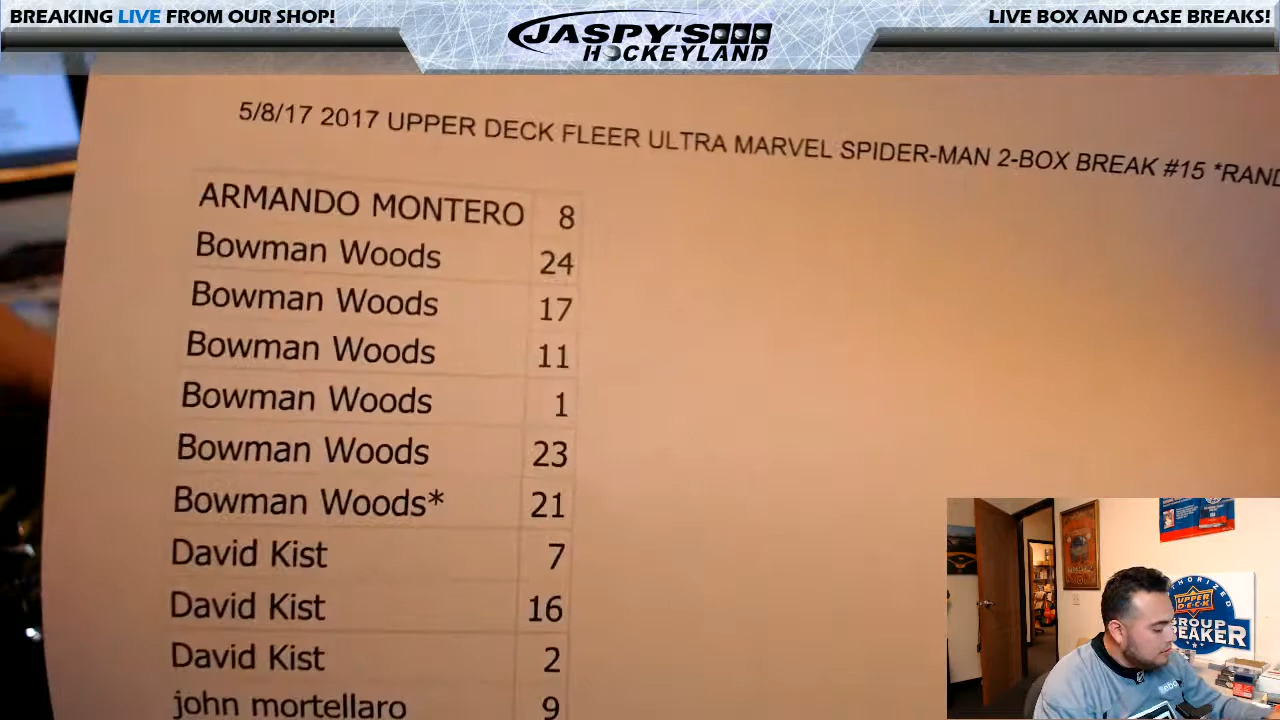 BREAKING LIVE FROM OUR SHOP!
JASPY'S
HOCKEYLAND
LIVE BOX AND CASE BREAKS!
5/8/17 2017 UPPER DECK FLEER ULTRA MARVEL SPIDER-MAN 2-BOX BREAK #15 *RAND
ARMANDO MONTERO 8
Bowman Woods 24
Bowman Woods 17
Bowman Woods 11
Bowman Woods 1
Bowman Woods 23
Bowman Woods* 21
David Kist 7
David Kist 16
David Kist 2
john mortellaro 9
UPPER
DECK
GROUP
BREAKER